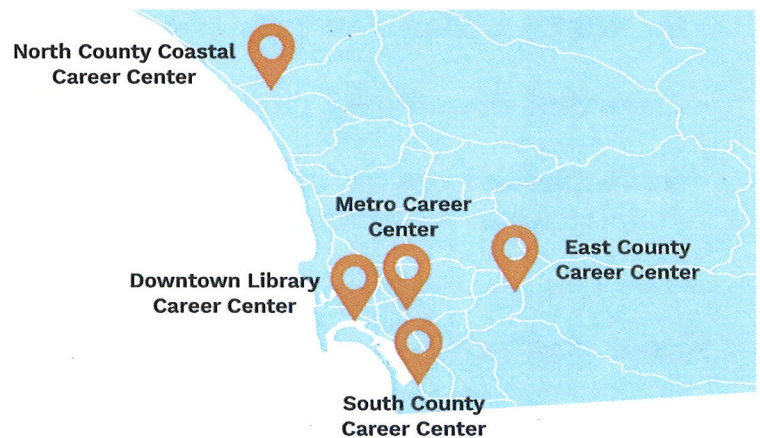 North County Coastal
Career Center
Metro Career
Center
East County
Career Center
Downtown Library
Career Center
South County
Career Center